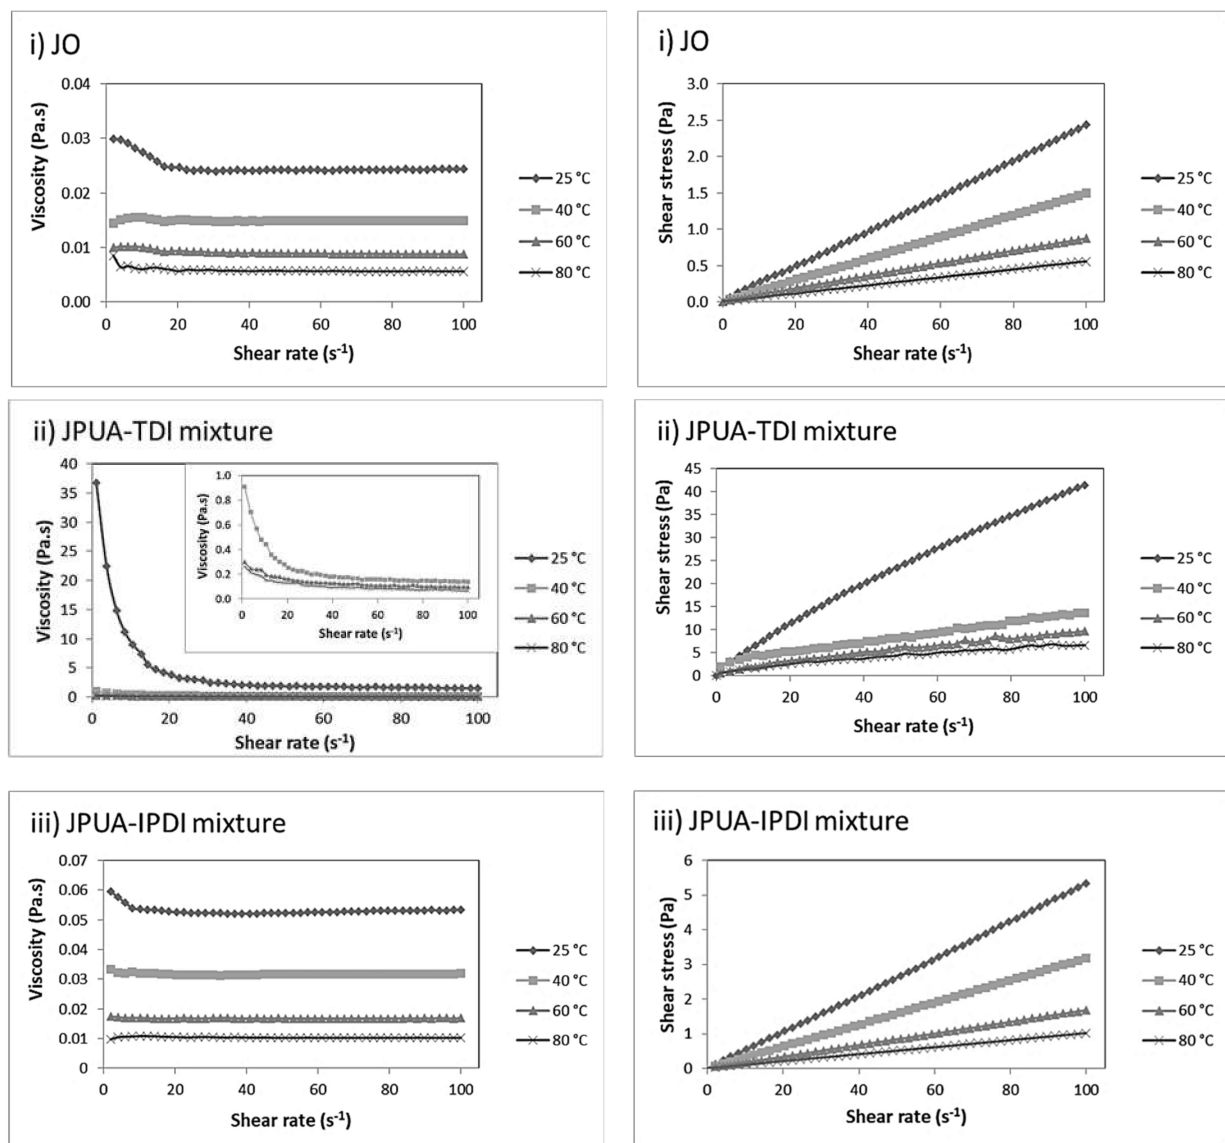 i) JO
Viscosity (Pa.s)
0.04
0.03
0.02
0.01
0.00
0 20 40 60 80 100
Shear rate (s⁻¹)
25 °C
40 °C
60 °C
80 °C
i) JO
Shear stress (Pa)
3.0
2.5
2.0
1.5
1.0
0.5
0.0
0 20 40 60 80 100
Shear rate (s⁻¹)
25 °C
40 °C
60 °C
80 °C
ii) JPUA-TDI mixture
Viscosity (Pa.s)
40
35
30
25
20
15
10
5
0
0 20 40 60 80 100
Shear rate (s⁻¹)
Viscosity (Pa.s)
1.0
0.8
0.6
0.4
0.2
0.0
0 20 40 60 80 100
Shear rate (s⁻¹)
25 °C
40 °C
60 °C
80 °C
ii) JPUA-TDI mixture
Shear stress (Pa)
45
40
35
30
25
20
15
10
5
0
0 20 40 60 80 100
Shear rate (s⁻¹)
25 °C
40 °C
60 °C
80 °C
iii) JPUA-IPDI mixture
Viscosity (Pa.s)
0.07
0.06
0.05
0.04
0.03
0.02
0.01
0
0 20 40 60 80 100
Shear rate (s⁻¹)
25 °C
40 °C
60 °C
80 °C
iii) JPUA-IPDI mixture
Shear stress (Pa)
6
5
4
3
2
1
0
0 20 40 60 80 100
Shear rate (s⁻¹)
25 °C
40 °C
60 °C
80 °C